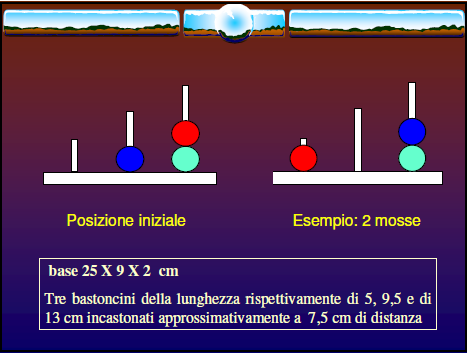 Posizione iniziale
Esempio: 2 mosse
base 25 X 9 X 2 cm
Tre bastoncini della lunghezza rispettivamente di 5, 9,5 e di
13 cm incastonati approssimativamente a 7,5 cm di distanza